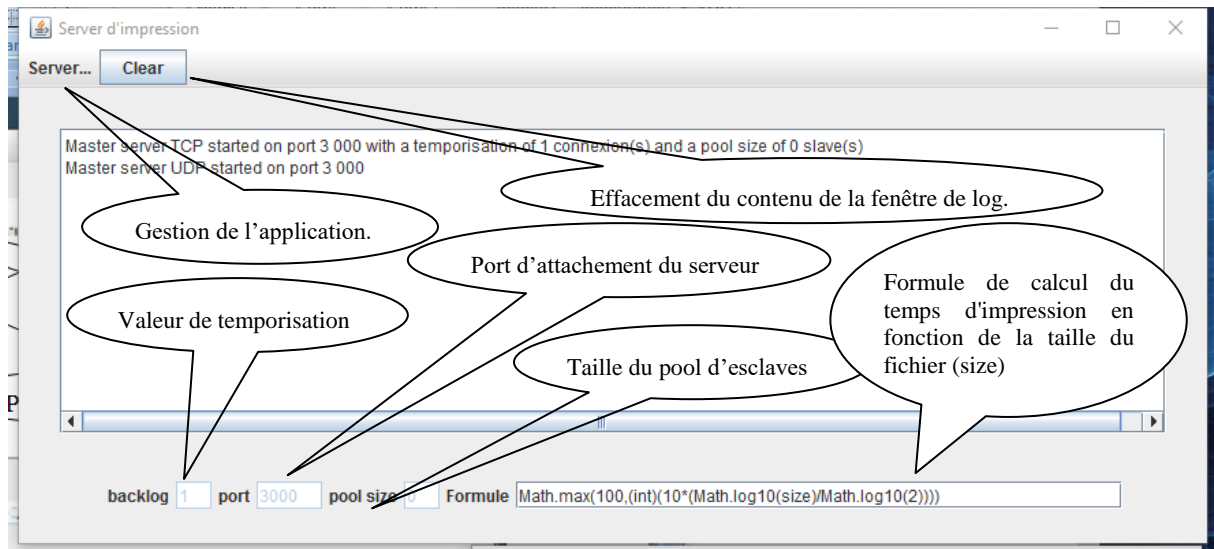 Server d'impression
Server... Clear
Master server TCP started on port 3 000 with a temporisation of 1 connexion(s) and a pool size of 0 slave(s)
Master server UDP started on port 3 000
Effacement du contenu de la fenêtre de log.
Gestion de l'application.
Port d'attachement du serveur
Formule de calcul du
temps d'impression en
fonction de la taille du
fichier (size)
Valeur de temporisation
Taille du pool d'esclaves
backlog 1 port 3000 pool size 0 Formule Math.max(100,(int)(10*(Math.log10(size)/Math.log10(2))))